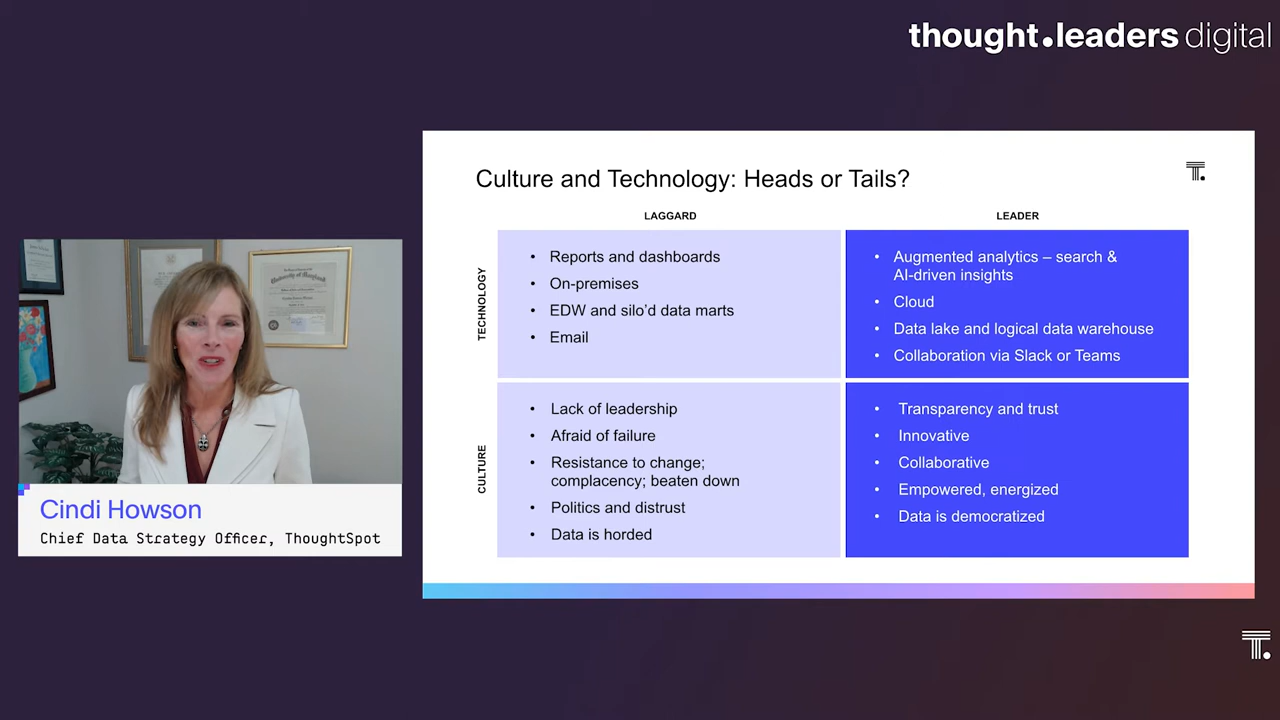 thought.leaders digital
Culture and Technology: Heads or Tails?
T.
LAGGARD
LEADER
TECHNOLOGY
• Reports and dashboards
• On-premises
• EDW and silo’d data marts
• Email
• Augmented analytics – search &
AI-driven insights
• Cloud
• Data lake and logical data warehouse
• Collaboration via Slack or Teams
CULTURE
• Lack of leadership
• Afraid of failure
• Resistance to change;
complacency; beaten down
• Politics and distrust
• Data is horded
• Transparency and trust
• Innovative
• Collaborative
• Empowered, energized
• Data is democratized
University of Maryland
Cindi Howson
Chief Data Strategy Officer, ThoughtSpot
T.